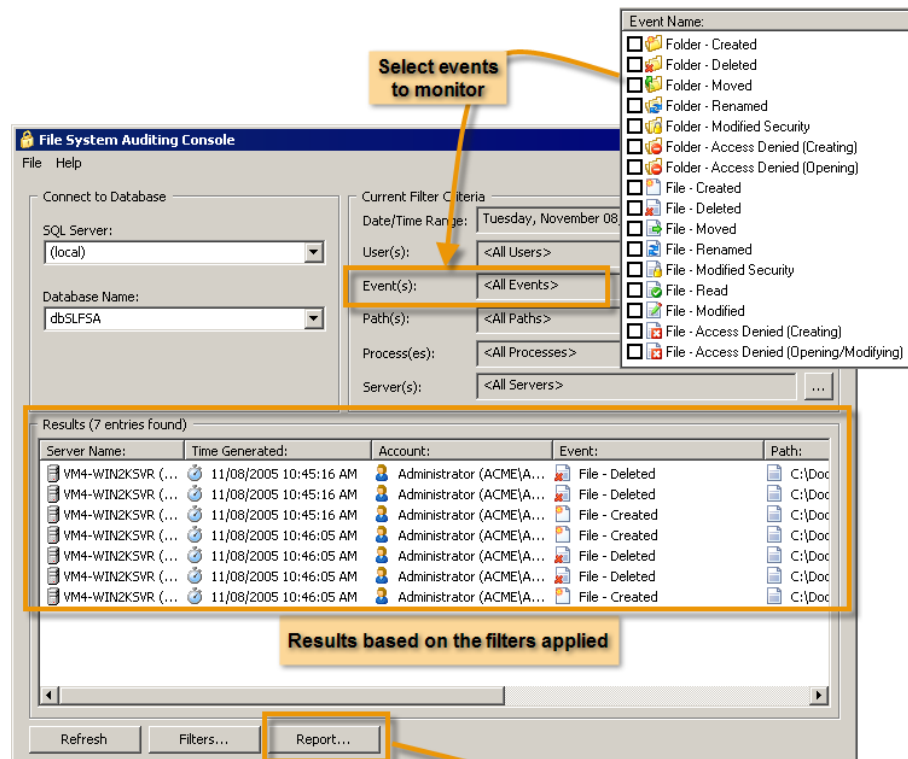 Event Name:
Folder - Created
Folder - Deleted
Folder - Moved
Folder - Renamed
Folder - Modified Security
Folder - Access Denied (Creating)
Folder - Access Denied (Opening)
File - Created
File - Deleted
File - Moved
File - Renamed
File - Modified Security
File - Read
File - Modified
File - Access Denied (Creating)
File - Access Denied (Opening/Modifying)
Select events
to monitor
File System Auditing Console
File Help
Connect to Database
SQL Server:
(local)
Database Name:
dbSLFSA
Current Filter Criteria
Date/Time Range: Tuesday, November 08,
User(s): <All Users>
Event(s): <All Events>
Path(s): <All Paths>
Process(es): <All Processes>
Server(s): <All Servers> ...
Results (7 entries found)
Server Name: Time Generated: Account: Event: Path:
VM4-WIN2KSVR (... 11/08/2005 10:45:16 AM Administrator (ACME\A... File - Deleted C:\Doc
VM4-WIN2KSVR (... 11/08/2005 10:45:16 AM Administrator (ACME\A... File - Deleted C:\Doc
VM4-WIN2KSVR (... 11/08/2005 10:45:16 AM Administrator (ACME\A... File - Created C:\Doc
VM4-WIN2KSVR (... 11/08/2005 10:46:05 AM Administrator (ACME\A... File - Created C:\Doc
VM4-WIN2KSVR (... 11/08/2005 10:46:05 AM Administrator (ACME\A... File - Deleted C:\Doc
VM4-WIN2KSVR (... 11/08/2005 10:46:05 AM Administrator (ACME\A... File - Deleted C:\Doc
VM4-WIN2KSVR (... 11/08/2005 10:46:05 AM Administrator (ACME\A... File - Created C:\Doc
Results based on the filters applied
Refresh Filters... Report...